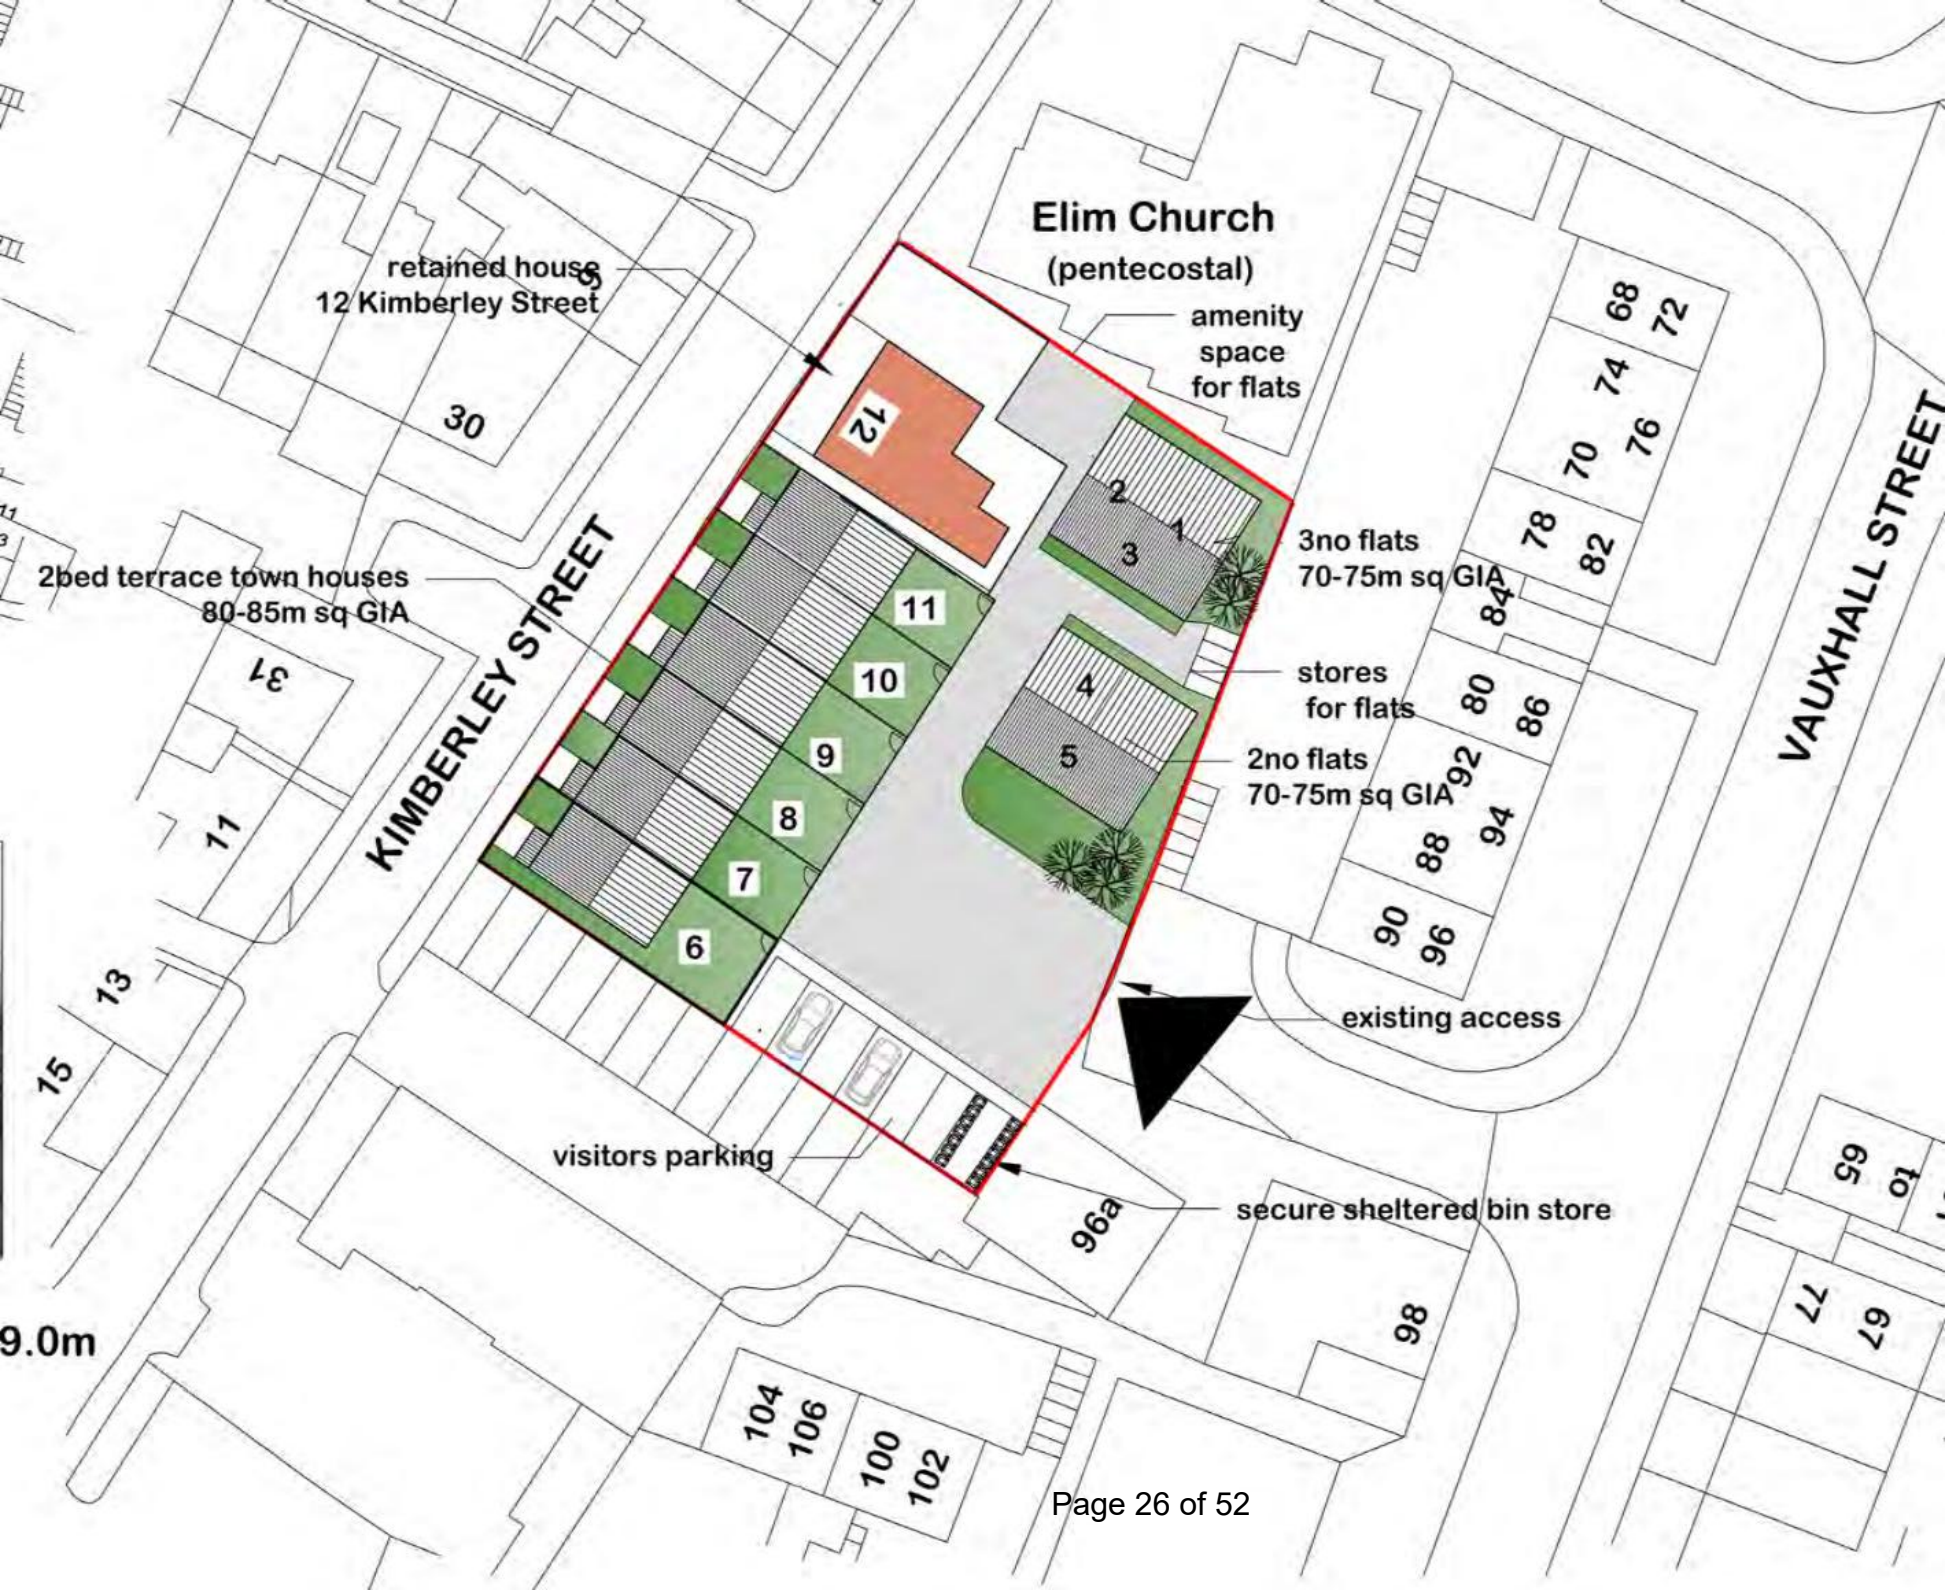 Elim Church
(pentecostal)
amenity
space
for flats
retained house
12 Kimberley Street
9
30
12
68
72
74
76
70
78
82
84
80
86
92
94
88
90
96
VAUXHALL STREET
2
1
3
3no flats
70-75m sq GIA
stores
for flats
4
5
2no flats
70-75m sq GIA
11
3
2bed terrace town houses
80-85m sq GIA
KIMBERLEY STREET
31
11
13
15
11
10
9
8
7
6
existing access
visitors parking
secure sheltered bin store
96a
98
65
to
77
67
9.0m
104
106
100
102
Page 26 of 52